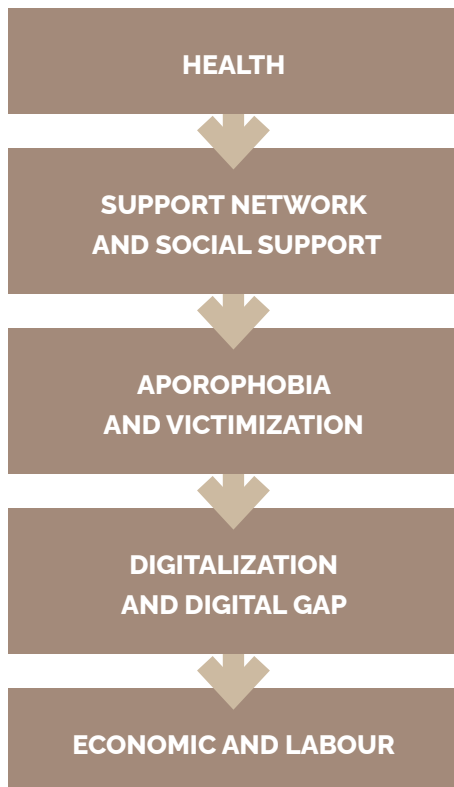 HEALTH
SUPPORT NETWORK
AND SOCIAL SUPPORT
APOROPHOBIA
AND VICTIMIZATION
DIGITALIZATION
AND DIGITAL GAP
ECONOMIC AND LABOUR